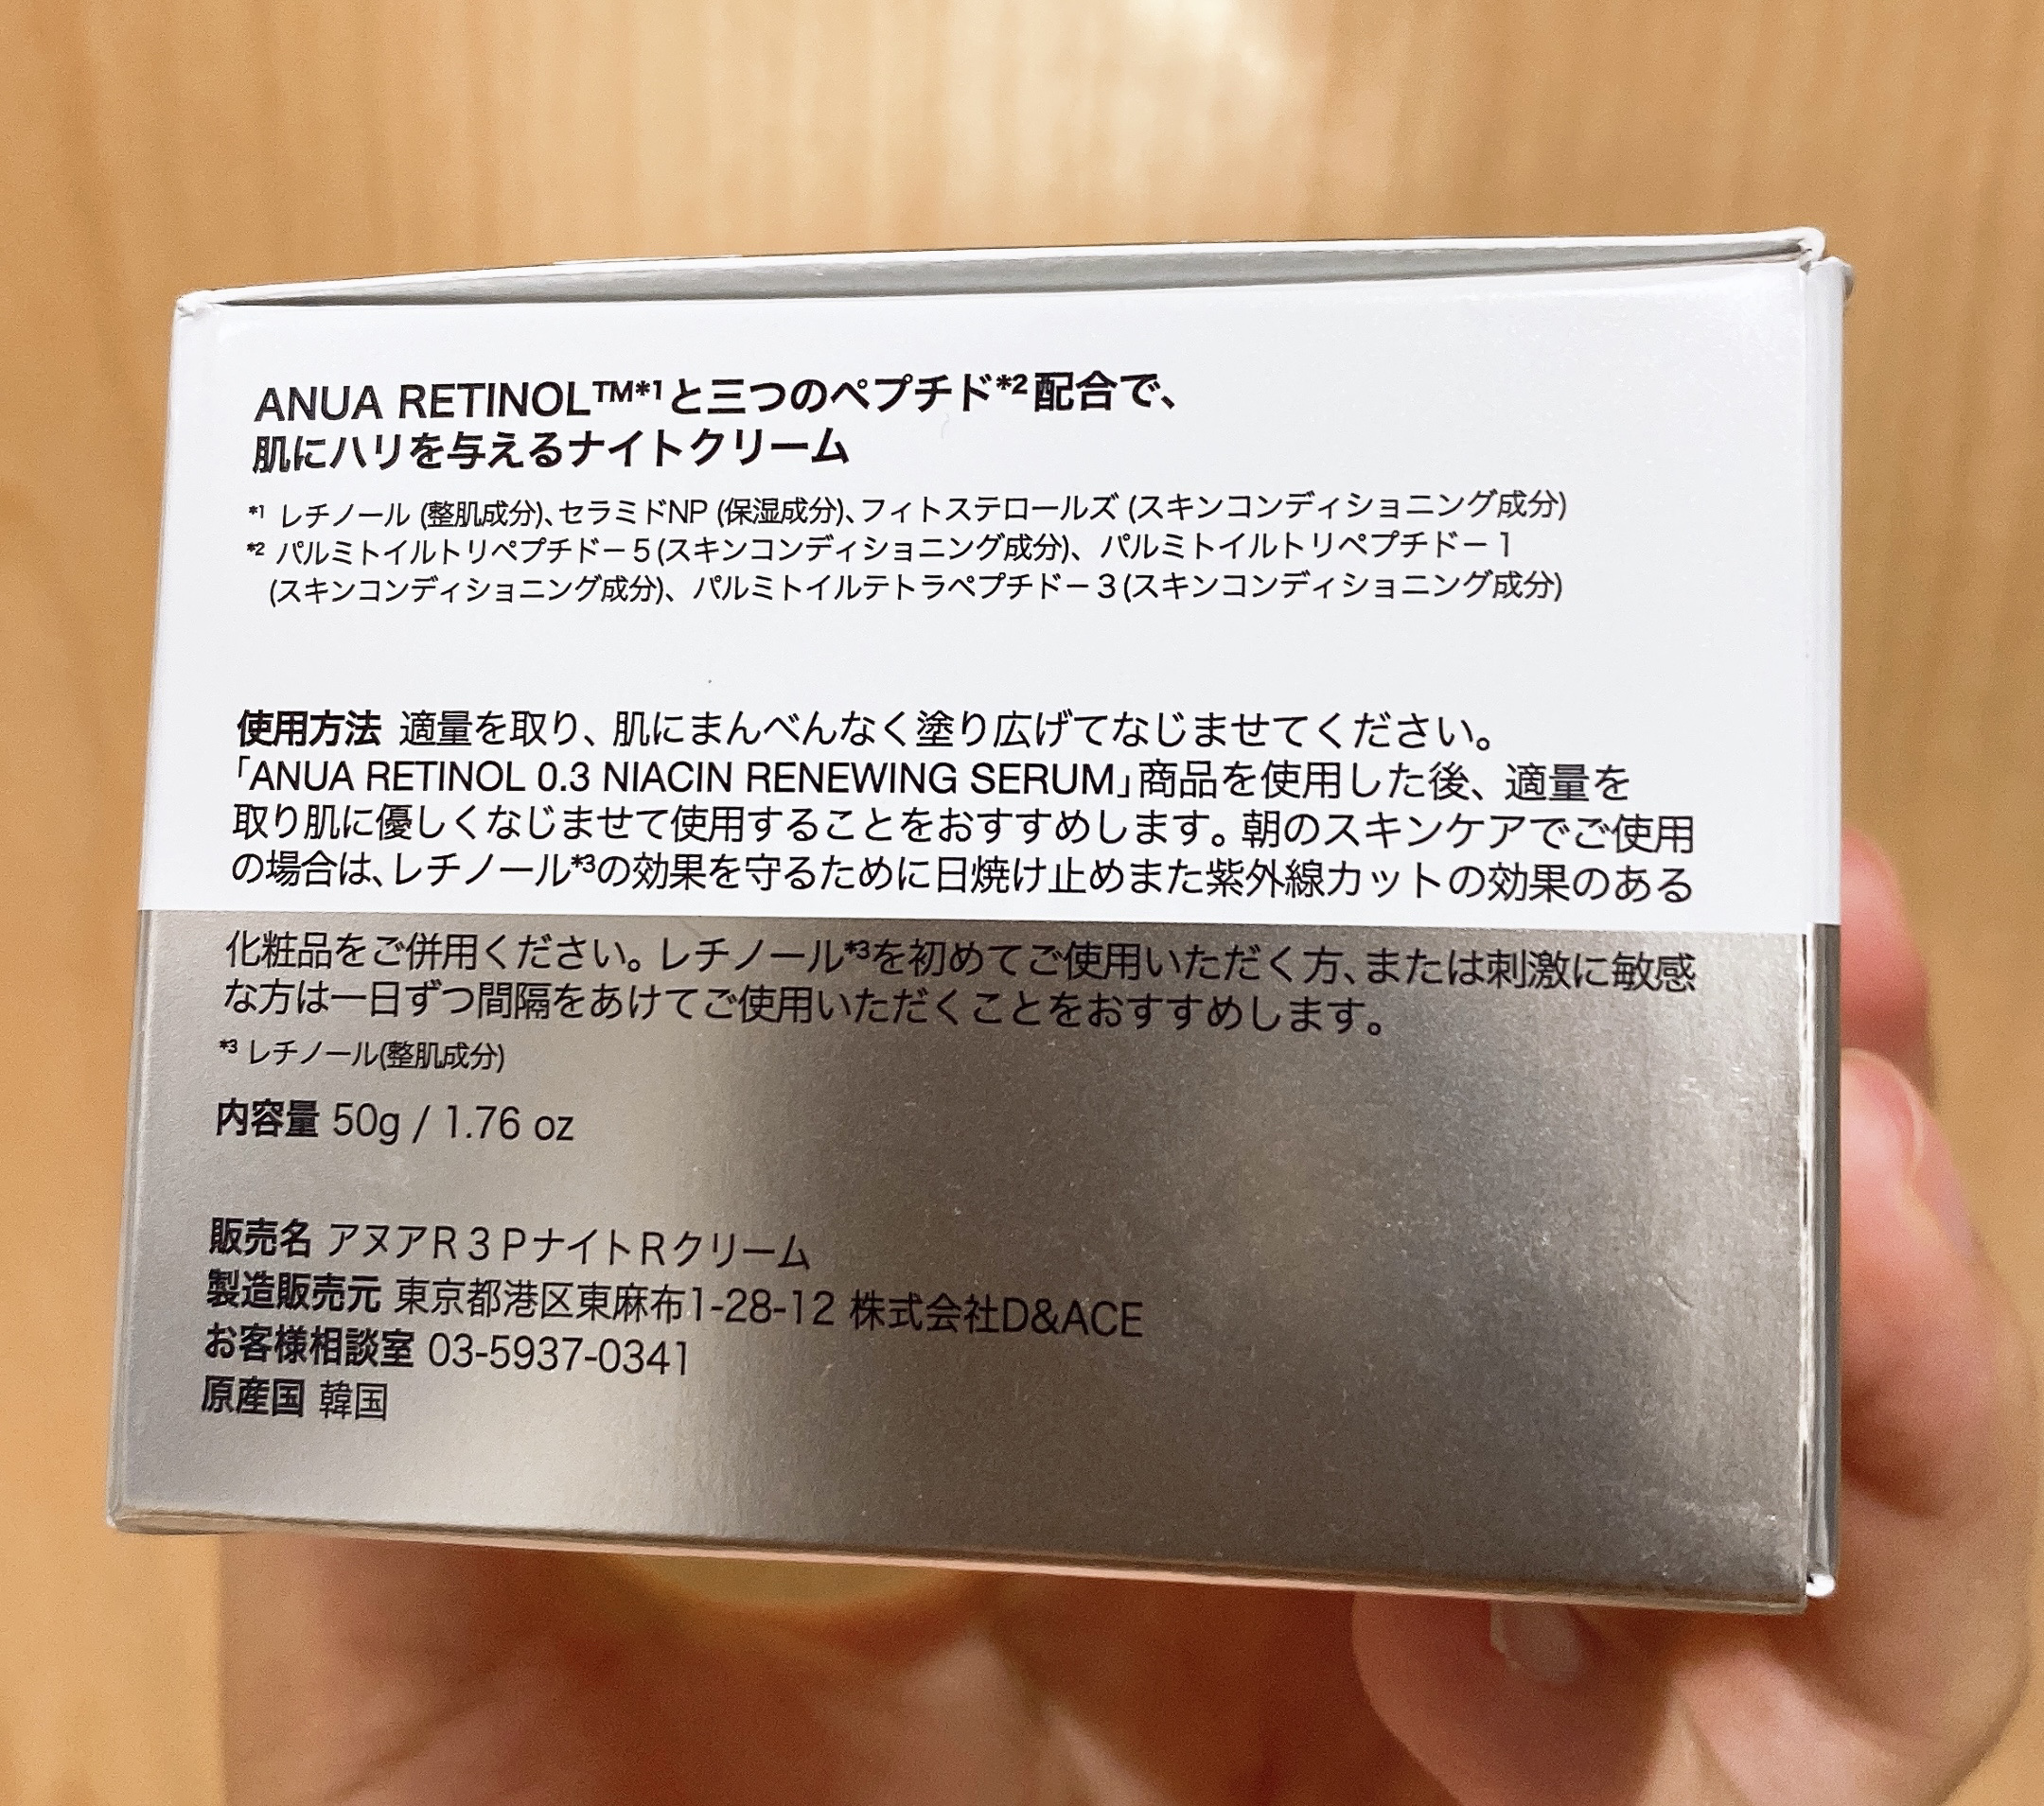 ANUA RETINOL™*1と三つのペプチド*2配合で、
肌にハリを与えるナイトクリーム
*1 レチノール (整肌成分)、セラミドNP (保湿成分)、フィトステロールズ (スキンコンディショニング成分)
*2 パルミトイルトリペプチドー5(スキンコンディショニング成分)、パルミトイルトリペプチドー1
(スキンコンディショニング成分)、パルミトイルテトラペプチドー3(スキンコンディショニング成分)
使用方法 適量を取り、肌にまんべんなく塗り広げてなじませてください。
「ANUA RETINOL 0.3 NIACIN RENEWING SERUM」商品を使用した後、適量を
取り肌に優しくなじませて使用することをおすすめします。朝のスキンケアでご使用
の場合は、レチノール*3の効果を守るために日焼け止めまた紫外線カットの効果のある
化粧品をご併用ください。レチノール*3を初めてご使用いただく方、または刺激に敏感
な方は一日ずつ間隔をあけてご使用いただくことをおすすめします。
*3 レチノール(整肌成分)
内容量 50g / 1.76 oz
販売名 アヌアR3PナイトRクリーム
製造販売元 東京都港区東麻布1-28-12 株式会社D&ACE
お客様相談室 03-5937-0341
原産国 韓国